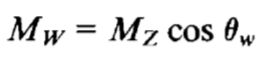 M_W = M_Z cos θ_w